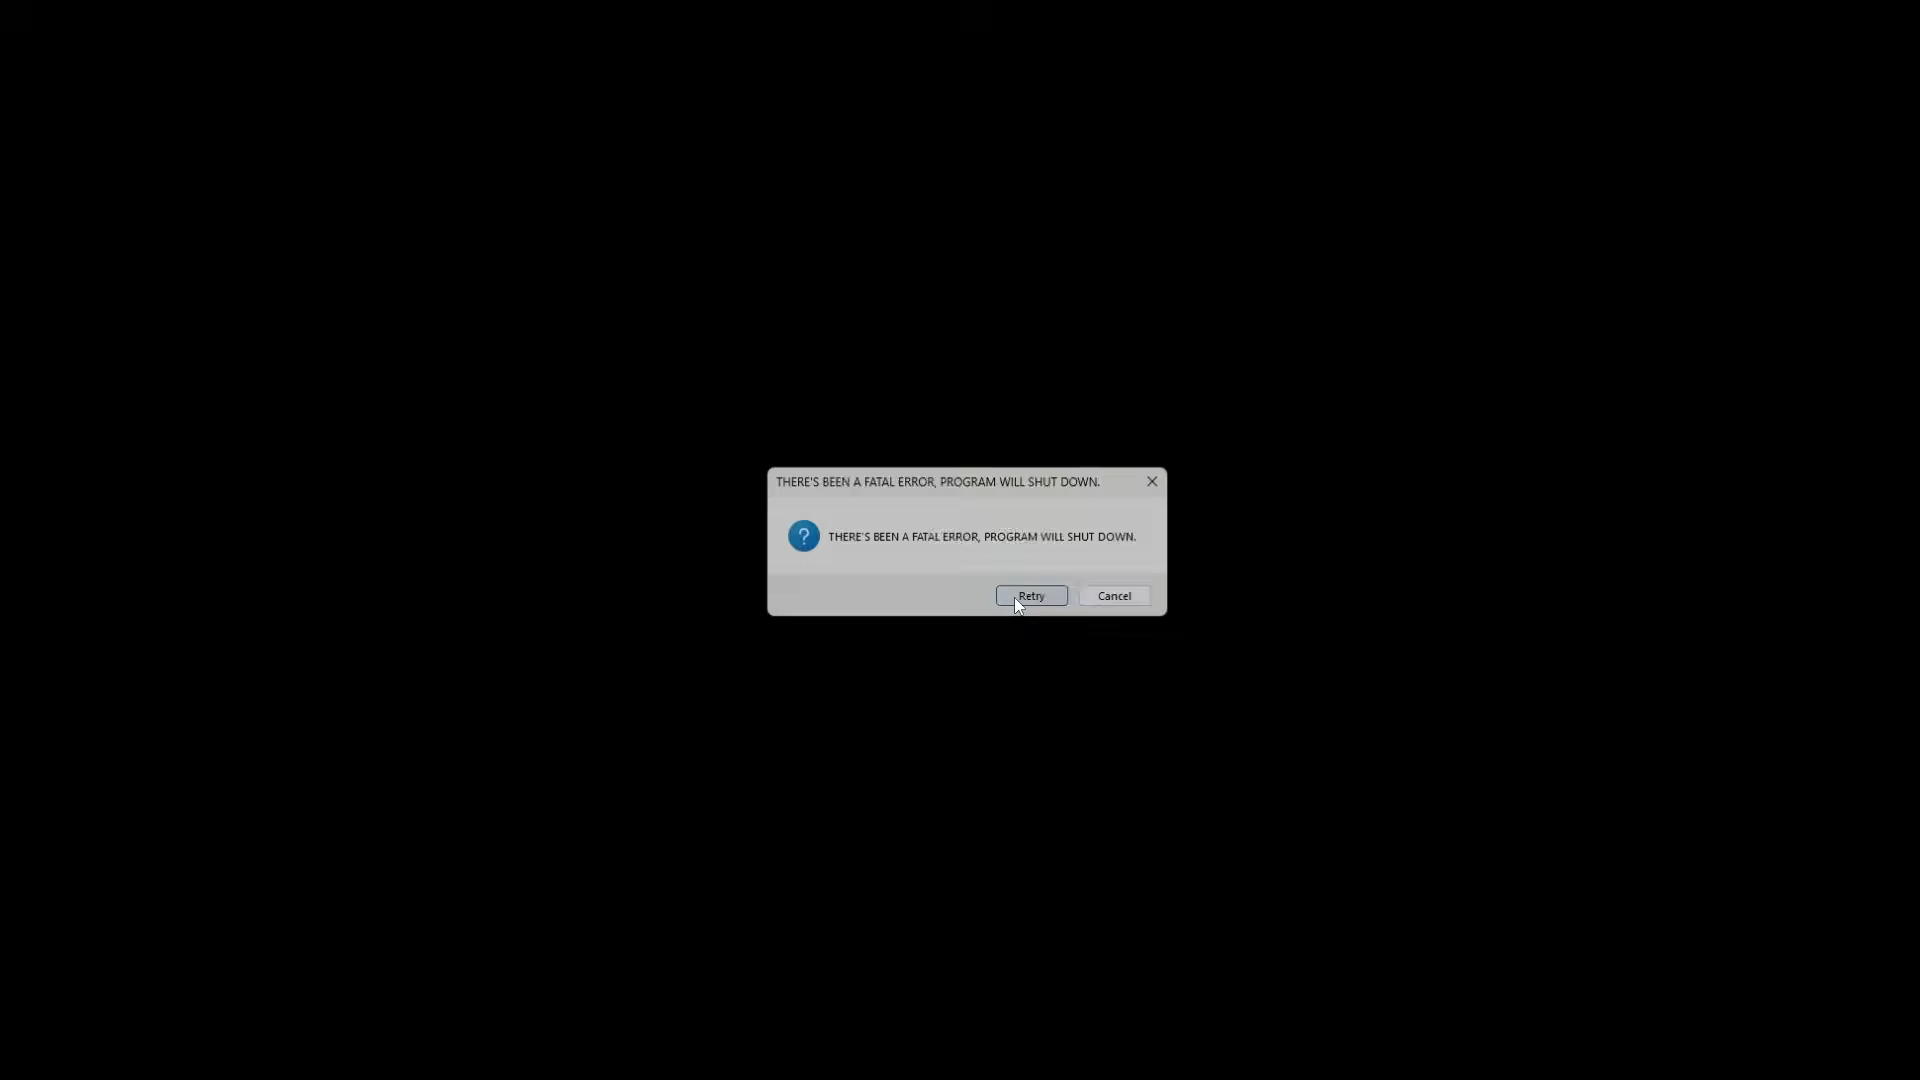 THERE'S BEEN A FATAL ERROR, PROGRAM WILL SHUT DOWN.
?
THERE'S BEEN A FATAL ERROR, PROGRAM WILL SHUT DOWN.
Retry
Cancel